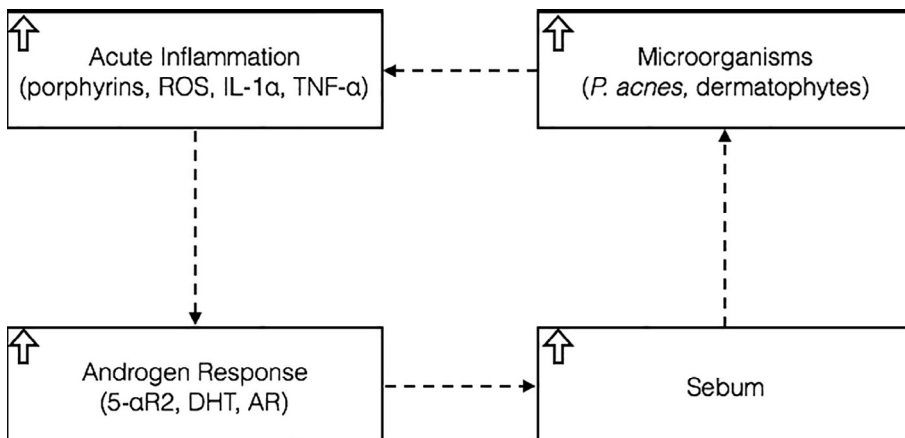 Acute Inflammation
(porphyrins, ROS, IL-1α, TNF-α)
Microorganisms
(P. acnes, dermatophytes)
Androgen Response
(5-αR2, DHT, AR)
Sebum